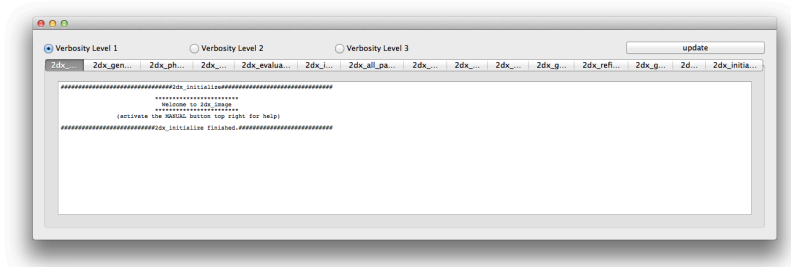 Verbosity Level 1 Verbosity Level 2 Verbosity Level 3 update
2dx_... 2dx_gen... 2dx_ph... 2dx_... 2dx_evalua... 2dx_i... 2dx_all_pa... 2dx_... 2dx_... 2dx_... 2dx_g... 2dx_refi... 2dx_g... 2d... 2dx_initia...
################################2dx_initialize################################
************************
Welcome to 2dx_image
************************
(activate the MANUAL button top right for help)
###########################2dx_initialize finished.###########################